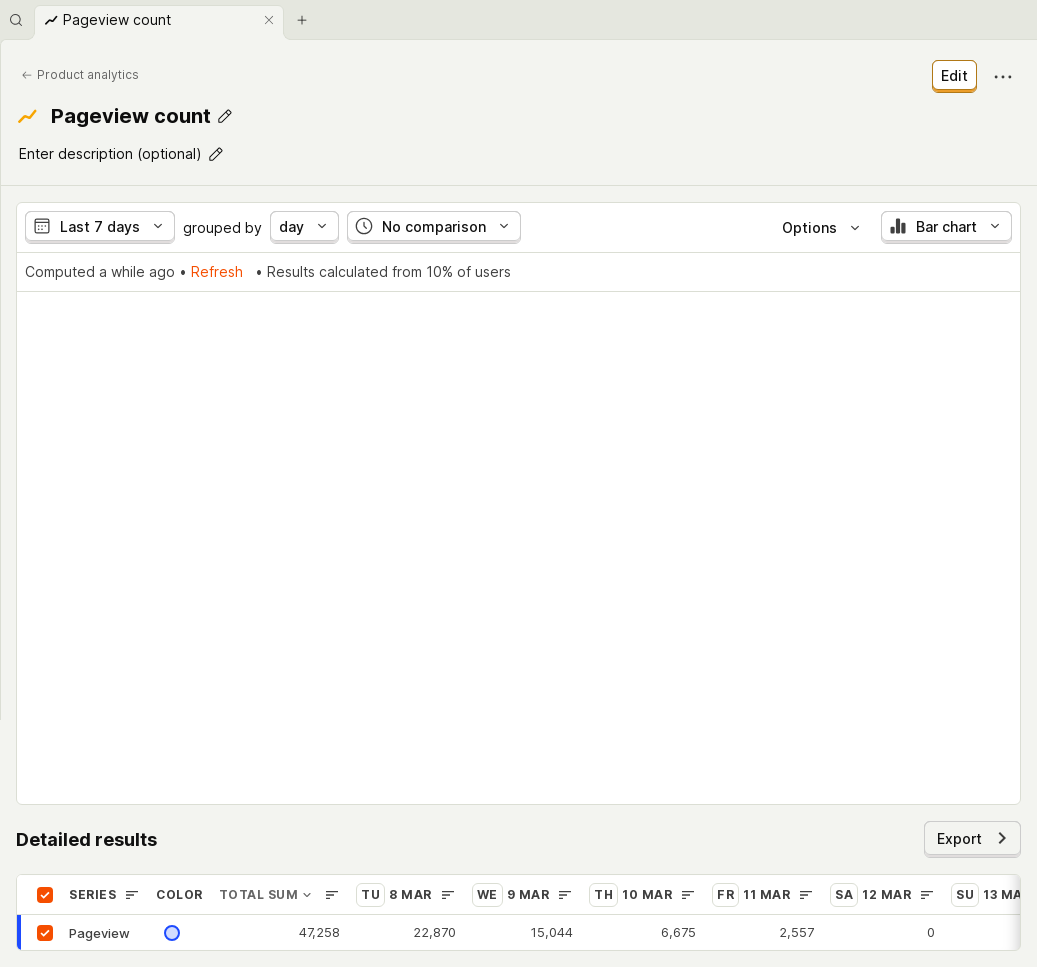 Pageview count
Product analytics
Edit
Pageview count
Enter description (optional)
Last 7 days grouped by day No comparison Options Bar chart
Computed a while ago • Refresh • Results calculated from 10% of users
Detailed results
Export
SERIES COLOR TOTAL SUM TU 8 MAR WE 9 MAR TH 10 MAR FR 11 MAR SA 12 MAR SU 13 MA
Pageview 47,258 22,870 15,044 6,675 2,557 0